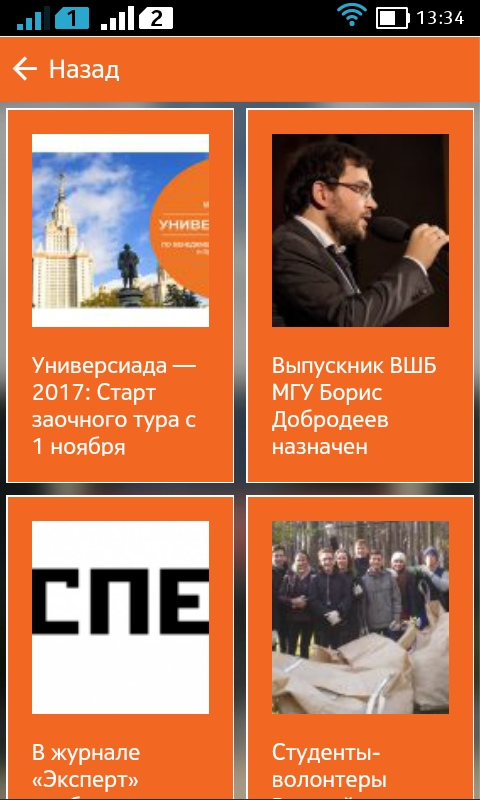 1
2
13:34
Назад
УНИВЕ
Универсиада —
2017: Старт
заочного тура с
1 ноября
Выпускник ВШБ
МГУ Борис
Добродеев
назначен
СПЕ
В журнале
«Эксперт»
Студенты-
волонтеры